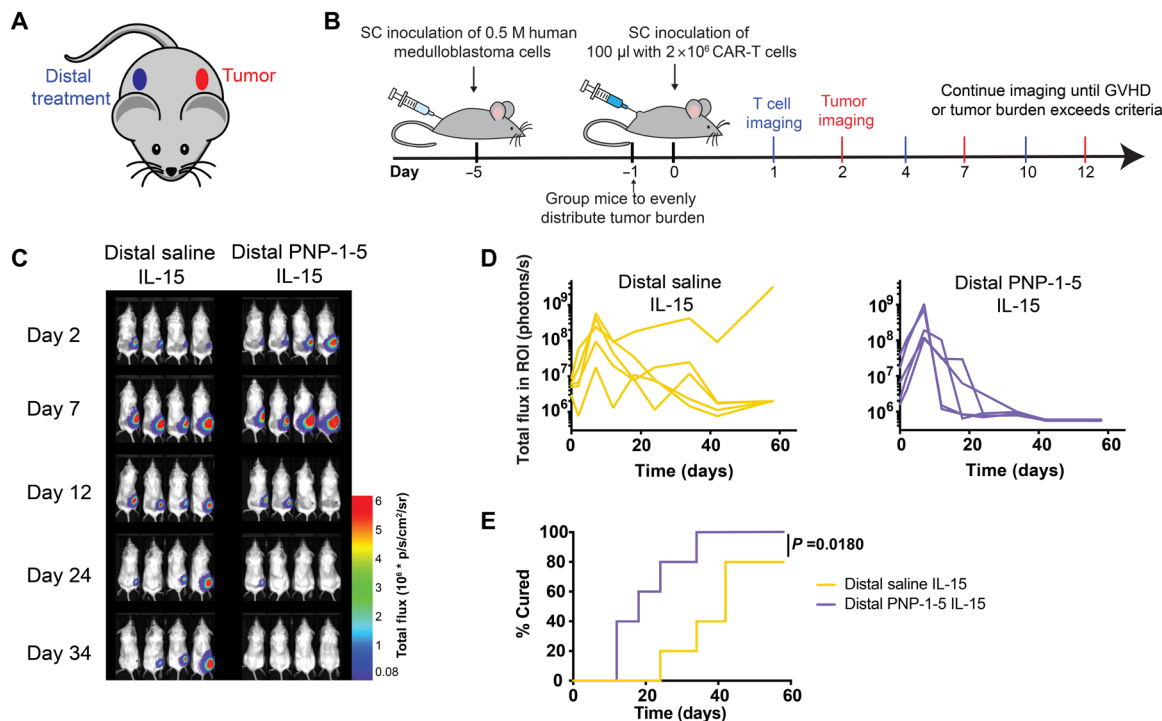 A
Distal
treatment
Tumor
B
SC inoculation of 0.5 M human
medulloblastoma cells
SC inoculation of
100 µl with 2 × 10⁶ CAR-T cells
T cell
imaging
Tumor
imaging
Continue imaging until GVHD
or tumor burden exceeds criteria
Day
–5
–1
0
1
2
4
7
10
12
Group mice to evenly
distribute tumor burden
C
Distal saline
IL-15
Distal PNP-1-5
IL-15
Day 2
Day 7
Day 12
Day 24
Day 34
6
5
4
3
2
1
0.08
Total flux (10⁶ * p/s/cm²/sr)
D
Distal saline
IL-15
Total flux in ROI (photons/s)
10⁹
10⁸
10⁷
10⁶
0
20
40
60
Time (days)
Distal PNP-1-5
IL-15
10⁹
10⁸
10⁷
10⁶
0
20
40
60
Time (days)
E
% Cured
100
80
60
40
20
0
0
20
40
60
Time (days)
P =0.0180
Distal saline IL-15
Distal PNP-1-5 IL-15